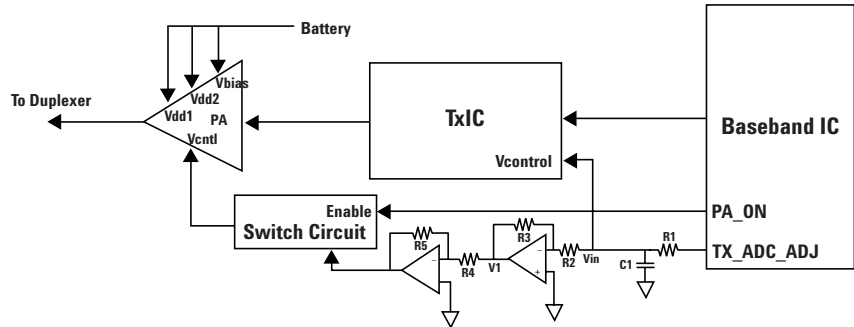 Battery
To Duplexer
Vbias
Vdd2
Vdd1
PA
Vcntl
TxIC
Vcontrol
Baseband IC
Enable
Switch Circuit
PA_ON
TX_ADC_ADJ
R5
R4
V1
R3
R2
Vin
C1
R1
−
−
+